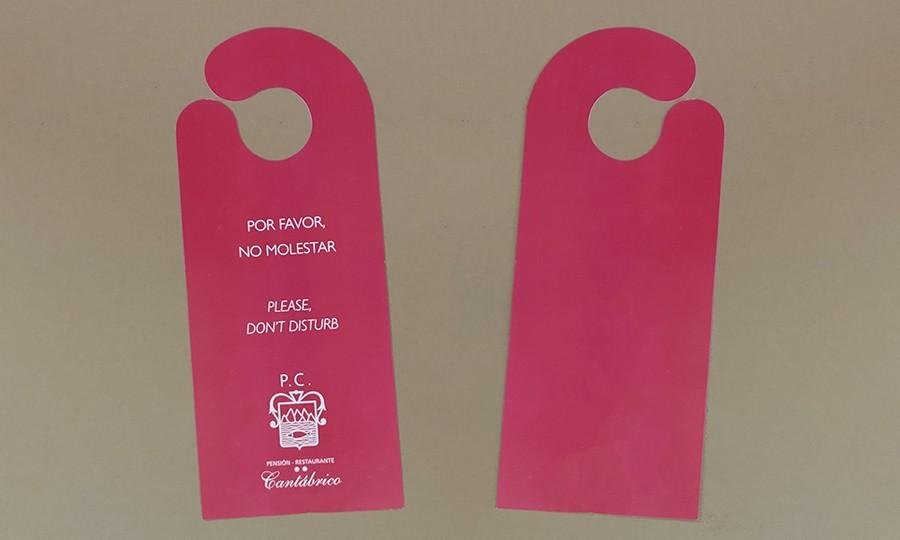 POR FAVOR,
NO MOLESTAR
PLEASE,
DON'T DISTURB
P.C.
PENSIÓN - RESTAURANTE
Cantábrico